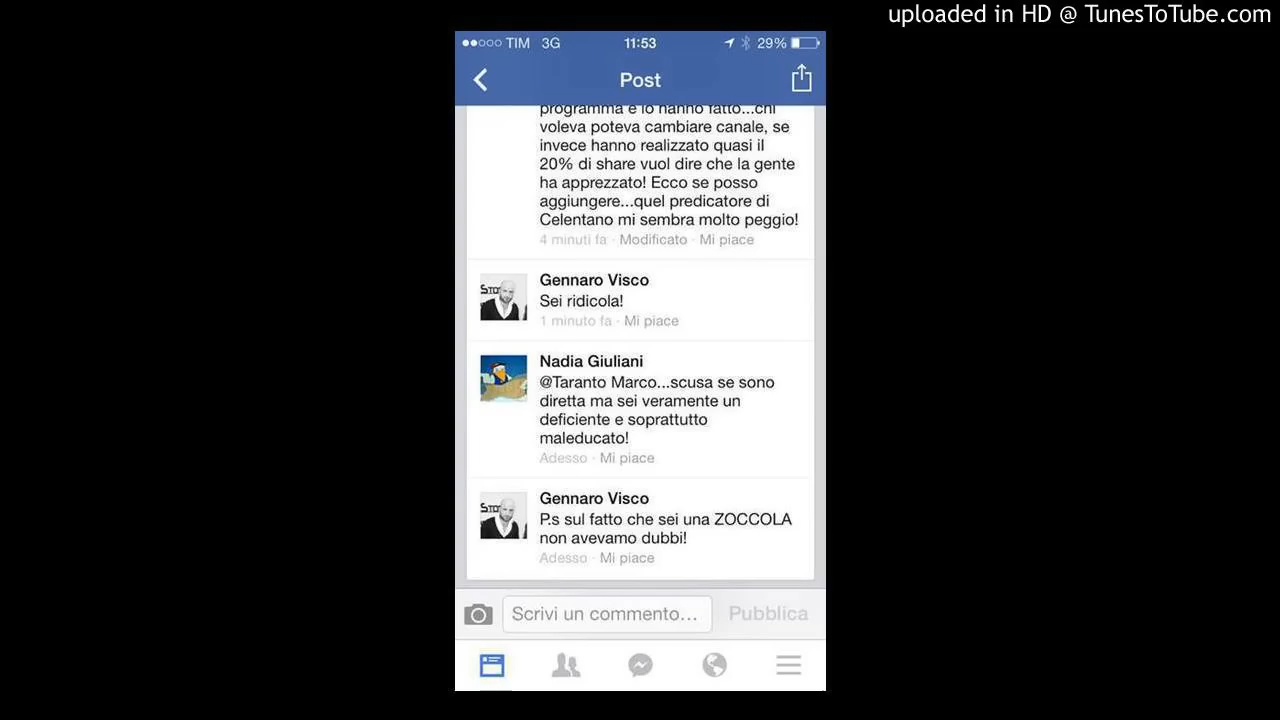 uploaded in HD @ TunesToTube.com
TIM 3G 11:53 29%
Post
programma e lo hanno fatto...chi
voleva poteva cambiare canale, se
invece hanno realizzato quasi il
20% di share vuol dire che la gente
ha apprezzato! Ecco se posso
aggiungere...quel predicatore di
Celentano mi sembra molto peggio!
4 minuti fa · Modificato · Mi piace
Gennaro Visco
Sei ridicola!
1 minuto fa · Mi piace
Nadia Giuliani
@Taranto Marco...scusa se sono
diretta ma sei veramente un
deficiente e soprattutto
maleducato!
Adesso · Mi piace
Gennaro Visco
P.s sul fatto che sei una ZOCCOLA
non avevamo dubbi!
Adesso · Mi piace
Scrivi un commento... Pubblica